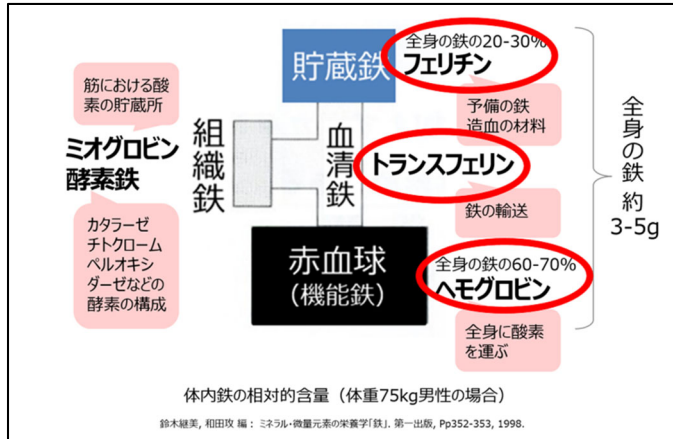 全身の鉄の20-30%
フェリチン
貯蔵鉄
筋における酸
素の貯蔵所
予備の鉄
造血の材料
ミオグロビン
酵素鉄
組織鉄
血清鉄
トランスフェリン
鉄の輸送
カタラーゼ
チトクローム
ペルオキシ
ダーゼなどの
酵素の構成
赤血球
(機能鉄)
全身の鉄の60-70%
ヘモグロビン
全身に酸素
を運ぶ
全身の鉄 約
3-5g
体内鉄の相対的含量（体重75kg男性の場合）
鈴木継美, 和田攻 編： ミネラル・微量元素の栄養学｢鉄｣. 第一出版, Pp352-353, 1998.